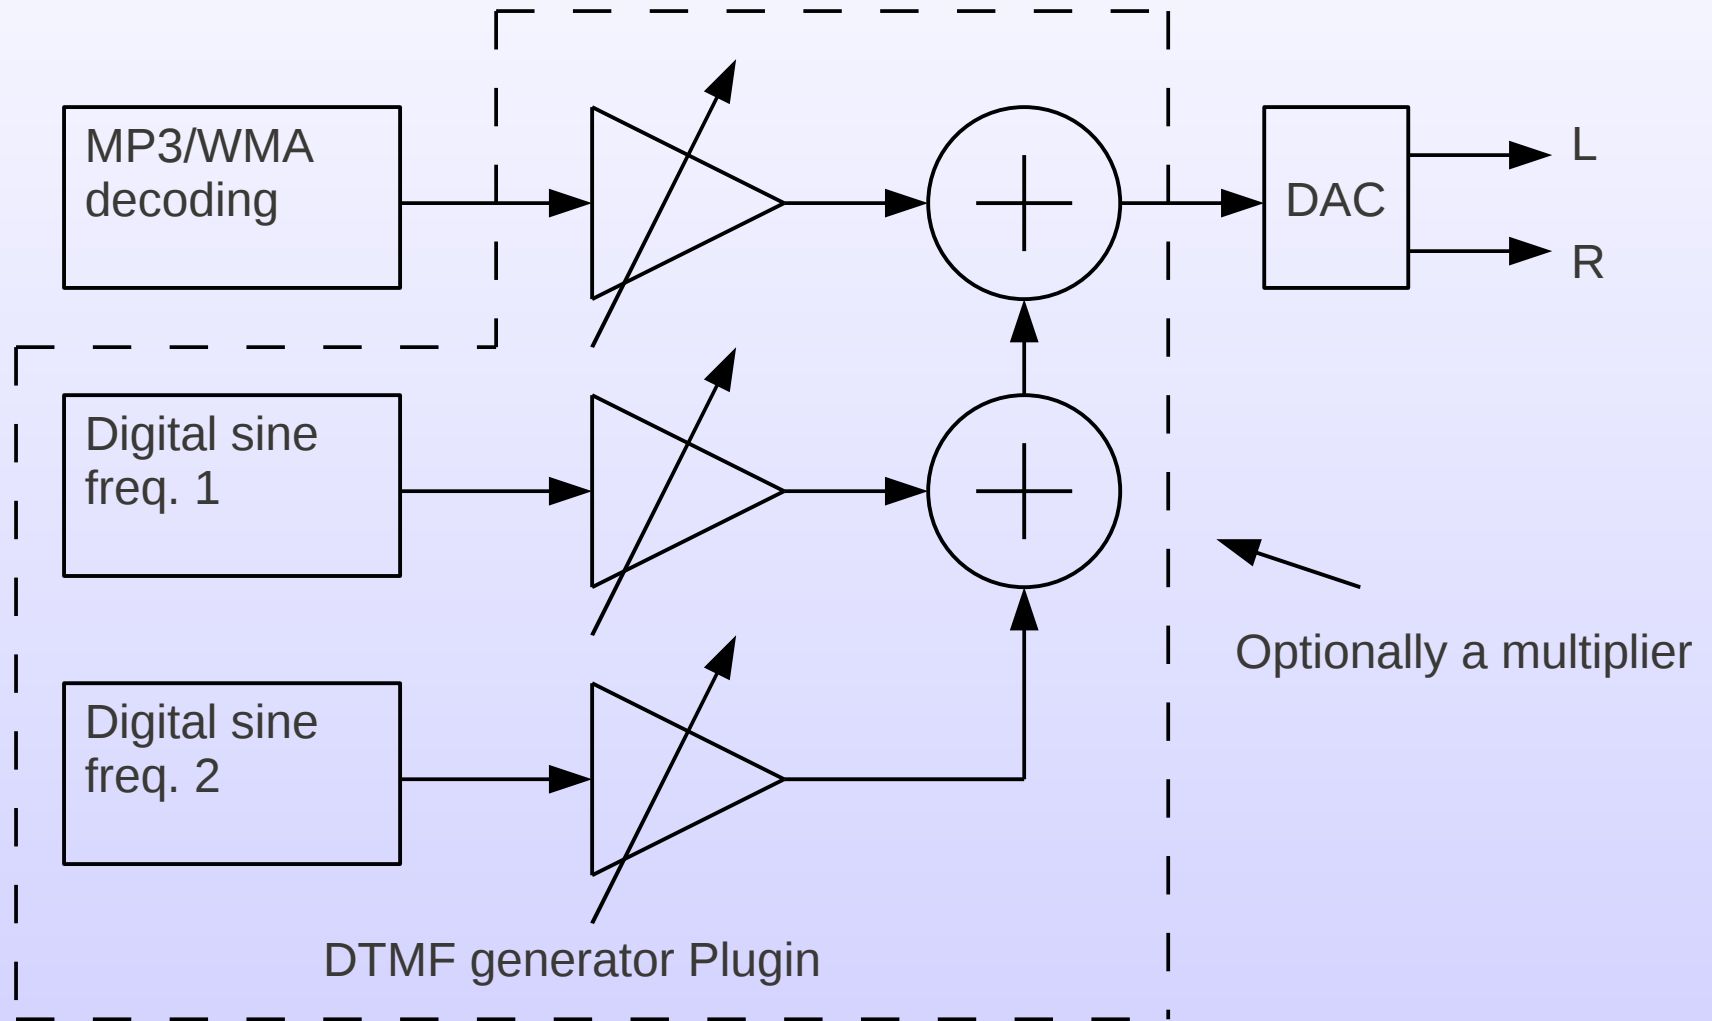 MP3/WMA
decoding
DAC
L
R
Digital sine
freq. 1
Optionally a multiplier
Digital sine
freq. 2
DTMF generator Plugin